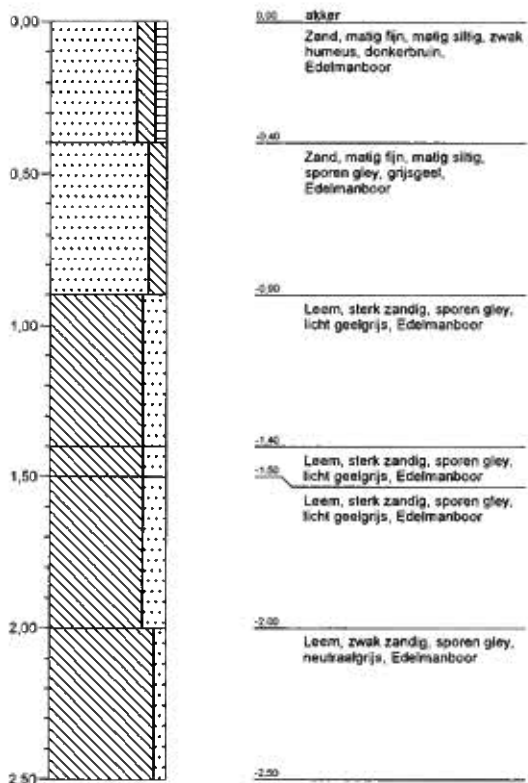 0,00
0,50
1,00
1,50
2,00
2,50
0,00 akker
Zand, matig fijn, matig siltig, zwak
humeus, donkerbruin,
Edelmanboor
-0,40
Zand, matig fijn, matig siltig,
sporen gley, grijsgeel,
Edelmanboor
-0,90
Leem, sterk zandig, sporen gley,
licht geelgrijs, Edelmanboor
-1,40
Leem, sterk zandig, sporen gley,
licht geelgrijs, Edelmanboor
-1,50
Leem, sterk zandig, sporen gley,
licht geelgrijs, Edelmanboor
-2,00
Leem, zwak zandig, sporen gley,
neutraalgrijs, Edelmanboor
-2,50